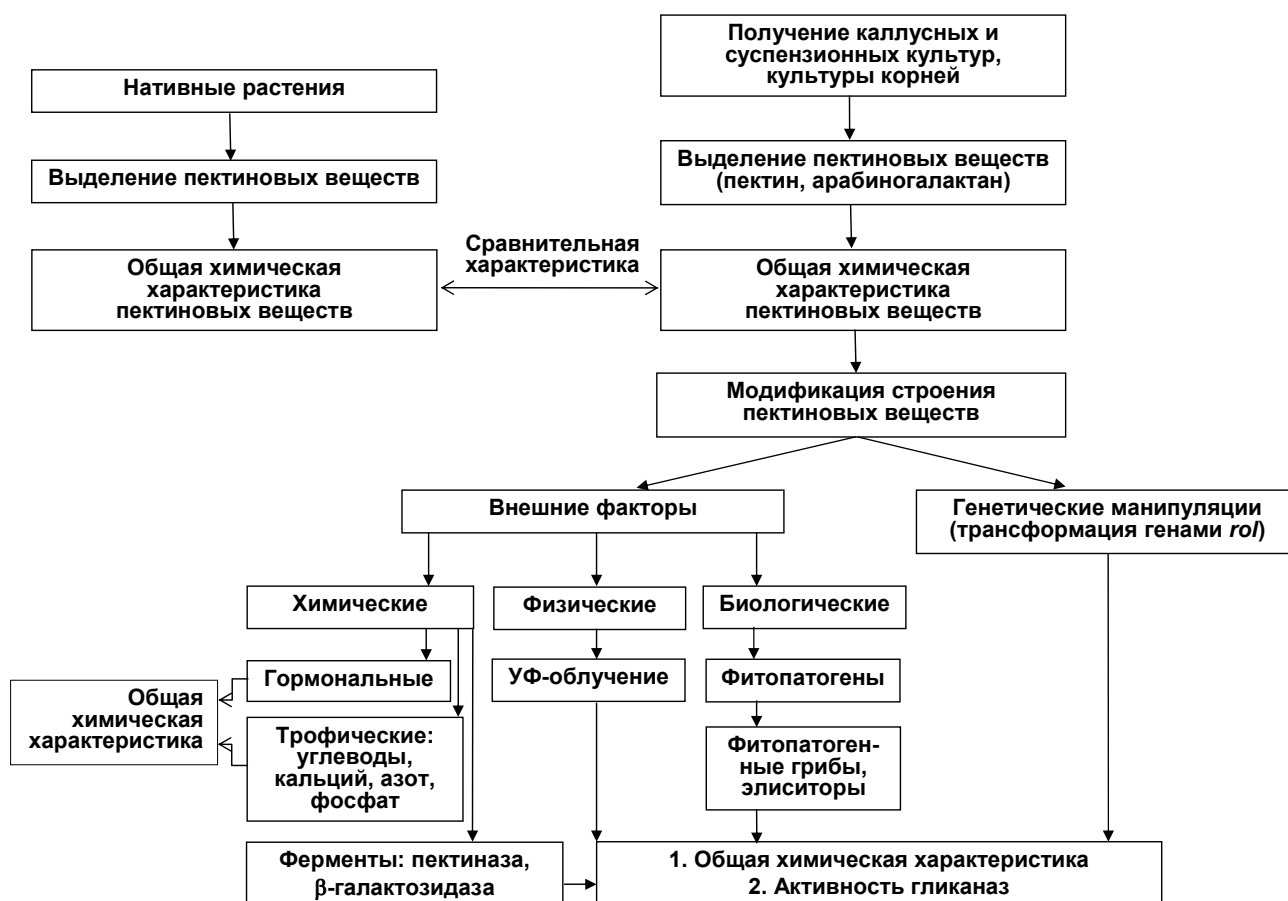 Получение каллусных и
суспензионных культур,
культуры корней
Нативные растения
Выделение пектиновых веществ
Выделение пектиновых веществ
(пектин, арабиногалактан)
Сравнительная
характеристика
Общая химическая
характеристика
пектиновых веществ
Общая химическая
характеристика
пектиновых веществ
Модификация строения
пектиновых веществ
Внешние факторы
Генетические манипуляции
(трансформация генами rol)
Химические
Физические
Биологические
Гормональные
УФ-облучение
Фитопатогены
Общая
химическая
характеристика
Трофические:
углеводы,
кальций, азот,
фосфат
Фитопатоген-
ные грибы,
элиситоры
Ферменты: пектиназа,
β-галактозидаза
1. Общая химическая характеристика
2. Активность гликаназ